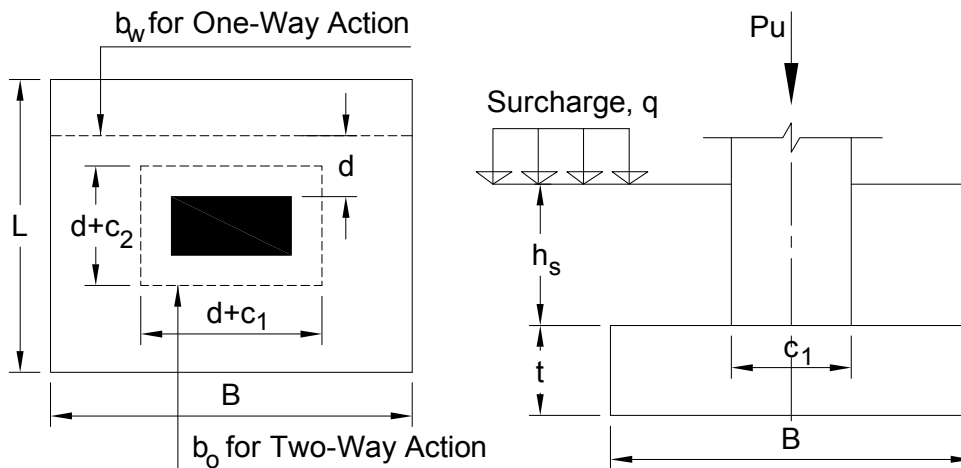 b_w for One-Way Action
Pu
Surcharge, q
d
L
d+c_2
h_s
d+c_1
c_1
t
B
B
b_o for Two-Way Action